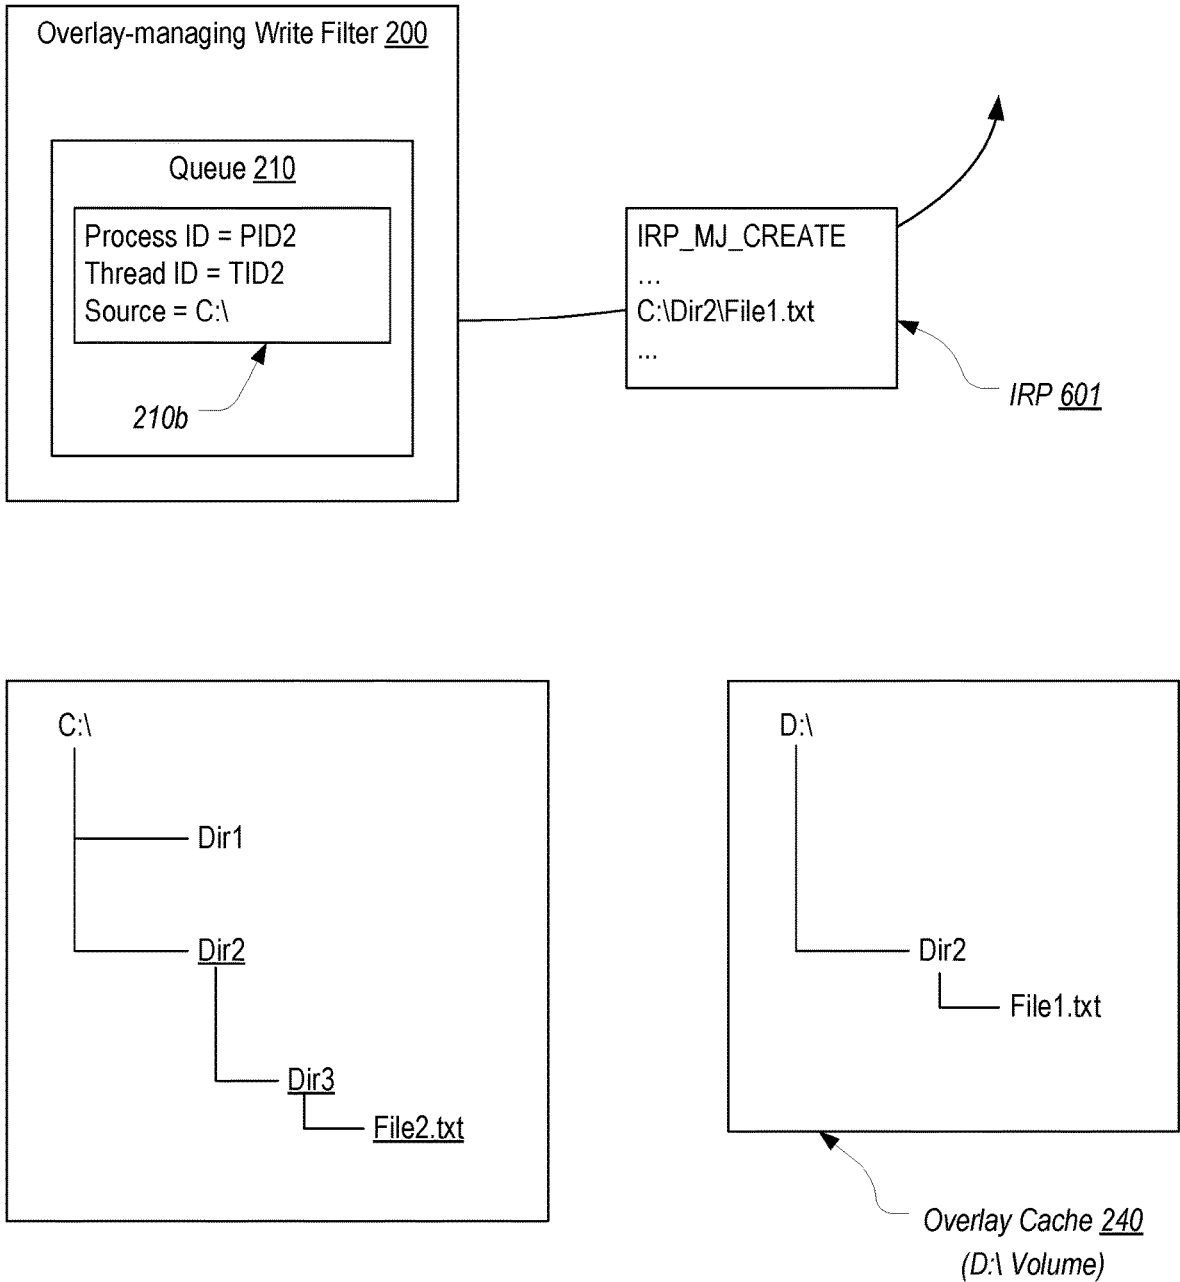 Overlay-managing Write Filter 200
Queue 210
Process ID = PID2
Thread ID = TID2
Source = C:\
210b
IRP_MJ_CREATE
...
C:\Dir2\File1.txt
...
IRP 601
C:\
Dir1
Dir2
Dir3
File2.txt
D:\
Dir2
File1.txt
Overlay Cache 240
(D:\ Volume)